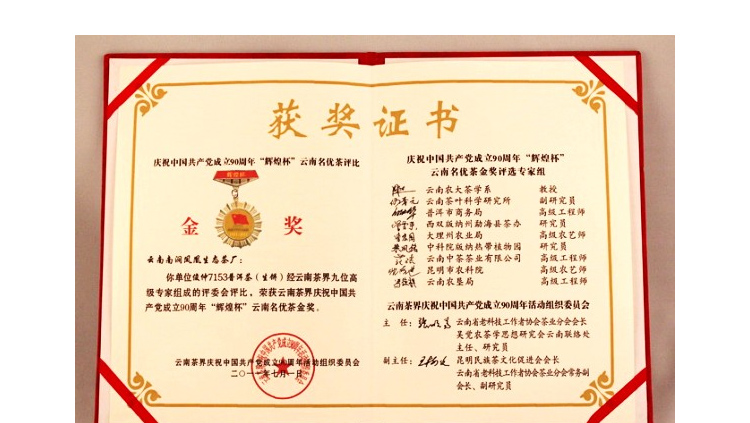 获奖证书
庆祝中国共产党成立90周年“辉煌杯”云南名优茶评比
辉煌杯
金奖
云南南涧凤凰生态茶厂:
你单位送评7153普洱茶(生饼)经云南茶界九位高
级专家组成的评委会评比,荣获云南茶界庆祝中国共
产党成立90周年“辉煌杯”云南名优茶金奖。
云南茶界庆祝中国共产党成立90周年活动组织委员会
二〇一一年七月一日
庆祝中国共产党成立90周年“辉煌杯”
云南名优茶金奖评选专家组
云南农大茶学系 教授
云南茶叶科学研究所 副研究员
普洱市商务局 高级工程师
西双版纳州勐海县茶办 研究员
大理州农业局 高级农艺师
中科院版纳热带植物园 研究员
云南中茶茶业有限公司 高级工程师
昆明市农科院 高级农艺师
云南农垦局 高级工程师
云南茶界庆祝中国共产党成立90周年活动组织委员会
主 任: 云南省老科技工作者协会茶业分会会长
吴觉农茶学思想研究会云南联络处
主任、研究员
副主任: 昆明民族茶文化促进会会长
云南省老科技工作者协会茶业分会常务副
会长、副研究员